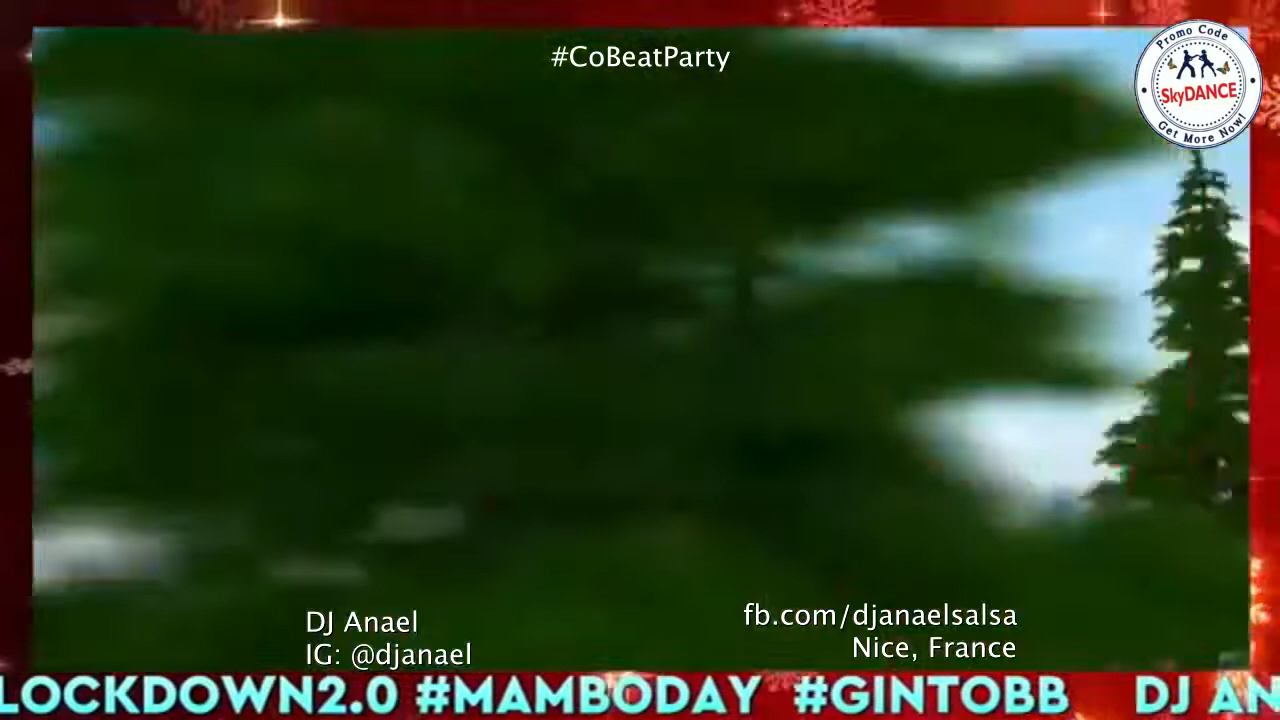 #CoBeatParty
Promo Code
SkyDANCE
Get More Now!
DJ Anael
IG: @djanael
fb.com/djanaelsalsa
Nice, France
LOCKDOWN2.0 #MAMBODAY #GINTOBB DJ AN